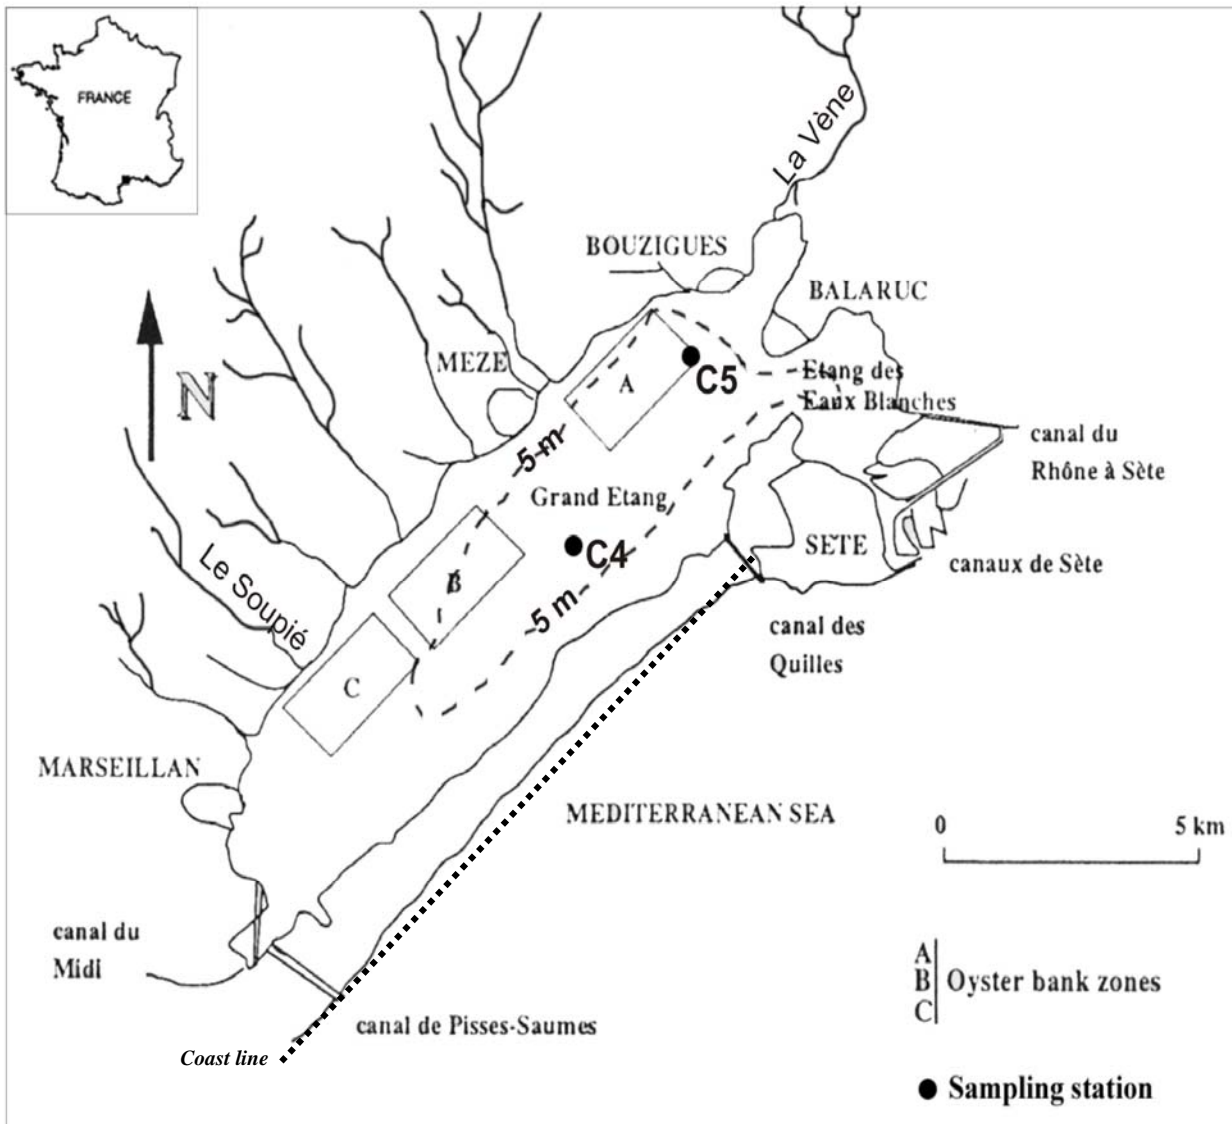 FRANCE
La Vène
BOUZIGUES
BALARUC
N
MEZE
A
C5
Etang des
Eaux Blanches
canal du
Rhône à Sète
-5 m
Grand Etang
C4
SETE
canaux de Sète
B
Le Soupié
-5 m
canal des
Quilles
C
MARSEILLAN
MEDITERRANEAN SEA
0 5 km
canal du
Midi
canal de Pisses-Saumes
Coast line
A
B Oyster bank zones
C
Sampling station